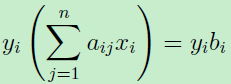 y_i \left( \sum_{j=1}^{n} a_{ij} x_i \right) = y_i b_i